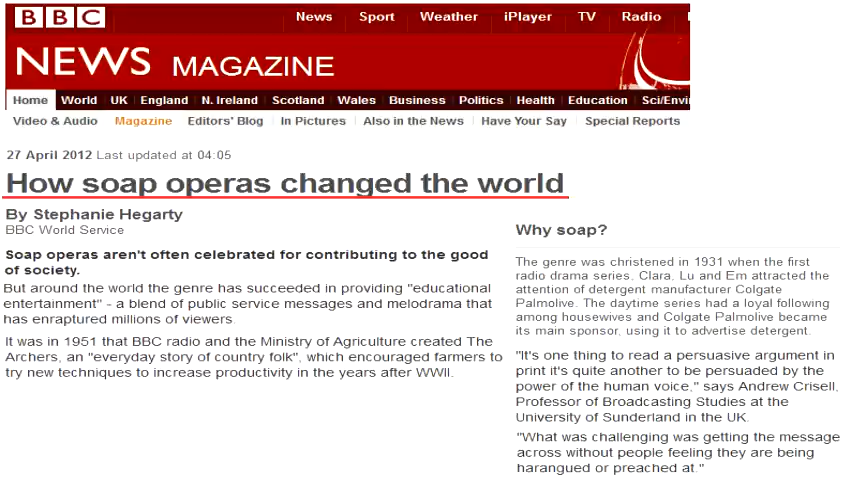 BBC
News Sport Weather iPlayer TV Radio
NEWS MAGAZINE
Home World UK England N. Ireland Scotland Wales Business Politics Health Education Sci/Envi
Video & Audio Magazine Editors' Blog In Pictures Also in the News Have Your Say Special Reports
27 April 2012 Last updated at 04:05
How soap operas changed the world
By Stephanie Hegarty
BBC World Service
Soap operas aren't often celebrated for contributing to the good
of society.
But around the world the genre has succeeded in providing "educational
entertainment" - a blend of public service messages and melodrama that
has enraptured millions of viewers.
It was in 1951 that BBC radio and the Ministry of Agriculture created The
Archers, an "everyday story of country folk", which encouraged farmers to
try new techniques to increase productivity in the years after WWII.
Why soap?
The genre was christened in 1931 when the first
radio drama series, Clara, Lu and Em attracted the
attention of detergent manufacturer Colgate
Palmolive. The daytime series had a loyal following
among housewives and Colgate Palmolive became
its main sponsor, using it to advertise detergent.
"It's one thing to read a persuasive argument in
print it's quite another to be persuaded by the
power of the human voice," says Andrew Crisell,
Professor of Broadcasting Studies at the
University of Sunderland in the UK.
"What was challenging was getting the message
across without people feeling they are being
harangued or preached at."